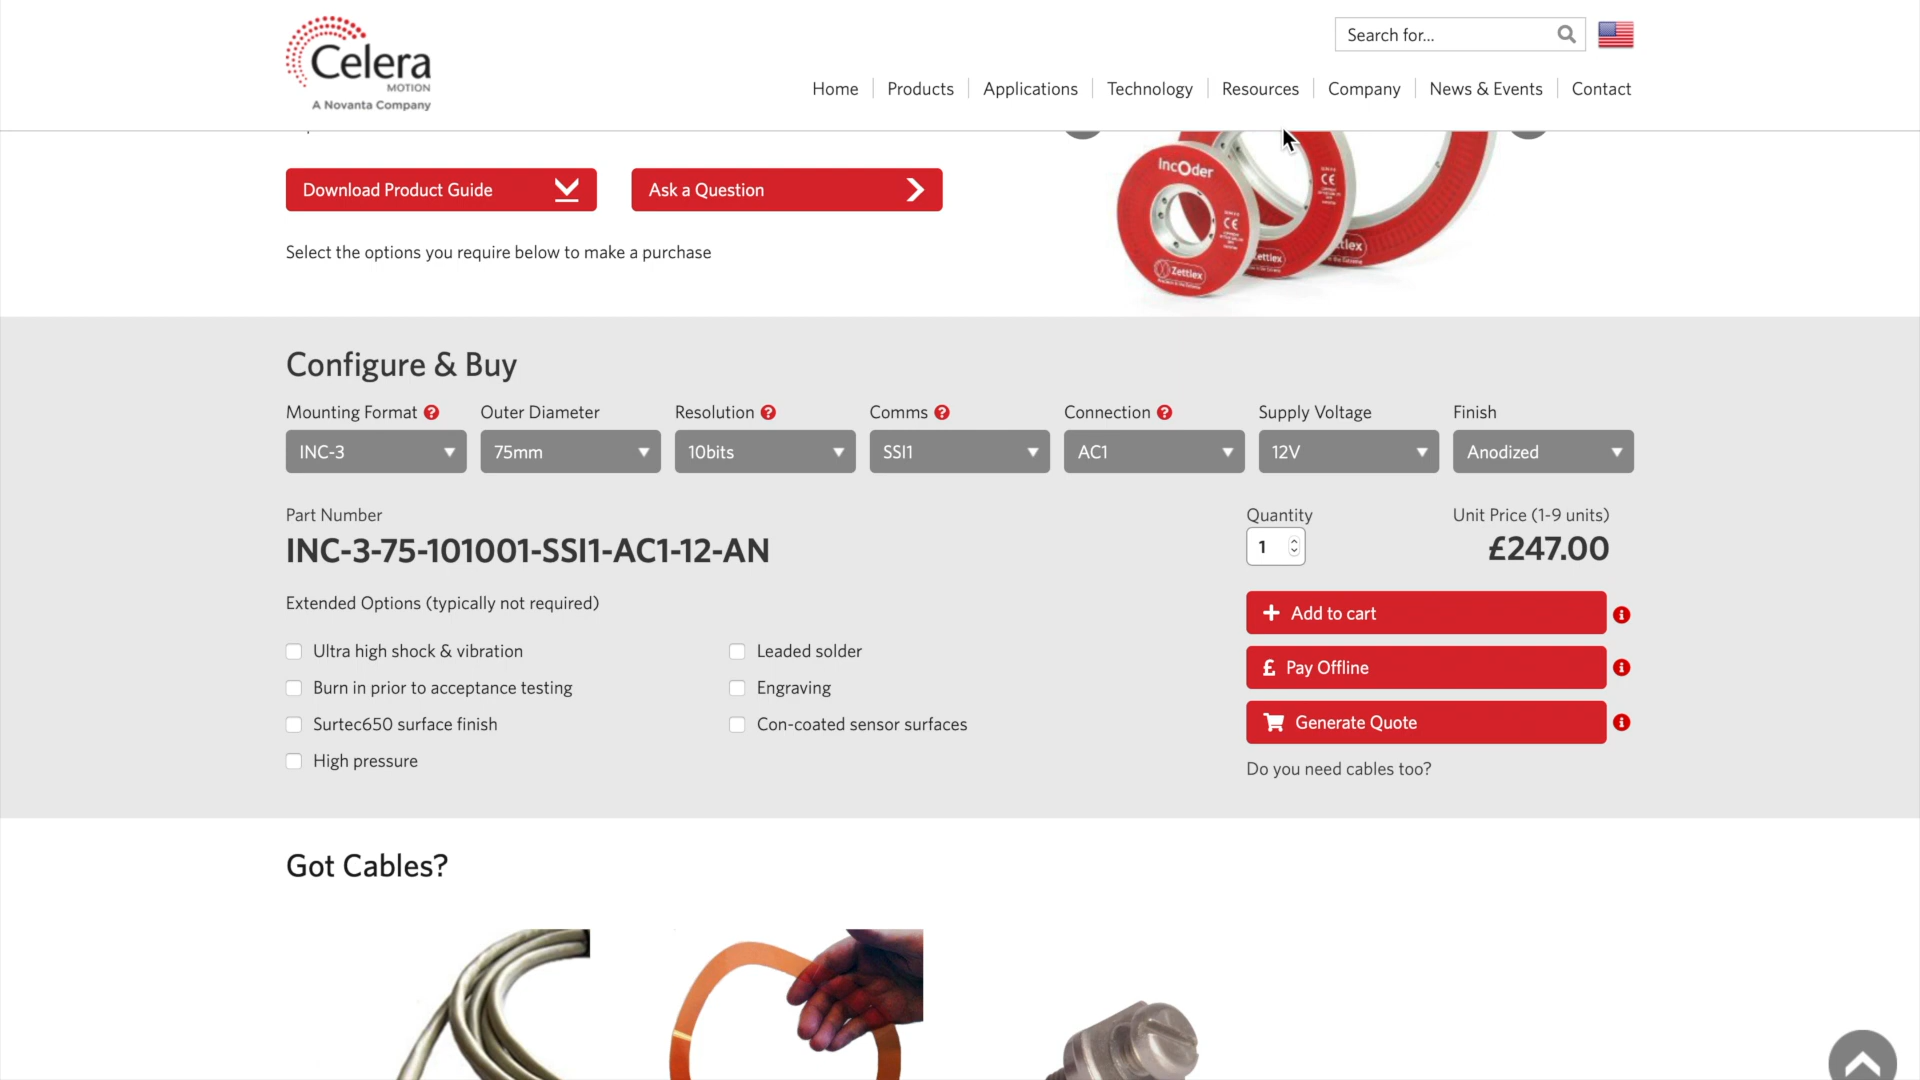 Celera
MOTION
A Novanta Company
Search for...
Home
Products
Applications
Technology
Resources
Company
News & Events
Contact
Download Product Guide
Ask a Question
Select the options you require below to make a purchase
IncOder
CE
CE
Zettlex
Configure & Buy
Mounting Format ?
Outer Diameter
Resolution ?
Comms ?
Connection ?
Supply Voltage
Finish
INC-3
75mm
10bits
SSI1
AC1
12V
Anodized
Part Number
Quantity
Unit Price (1-9 units)
INC-3-75-101001-SSI1-AC1-12-AN
1
£247.00
Extended Options (typically not required)
Add to cart
Ultra high shock & vibration
Leaded solder
£ Pay Offline
Burn in prior to acceptance testing
Engraving
Surtec650 surface finish
Con-coated sensor surfaces
Generate Quote
High pressure
Do you need cables too?
Got Cables?